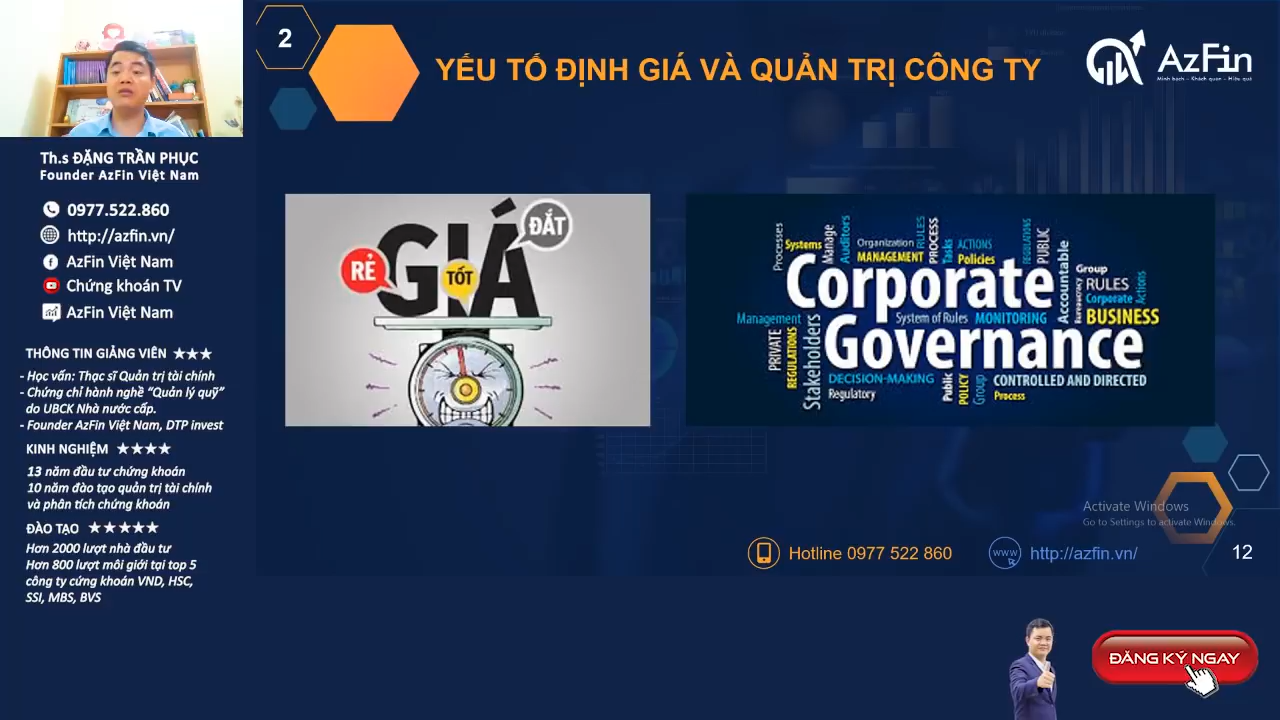 Th.s ĐẶNG TRẦN PHỤC
Founder AzFin Việt Nam
0977.522.860
http://azfin.vn/
AzFin Việt Nam
Chứng khoán TV
AzFin Việt Nam
THÔNG TIN GIẢNG VIÊN
- Học vấn: Thạc sĩ Quản trị tài chính
- Chứng chỉ hành nghề “Quản lý quỹ”
do UBCK Nhà nước cấp.
- Founder AzFin Việt Nam, DTP invest
KINH NGHIỆM
13 năm đầu tư chứng khoán
10 năm đào tạo quản trị tài chính
và phân tích chứng khoán
ĐÀO TẠO
Hơn 2000 lượt nhà đầu tư
Hơn 800 lượt môi giới tại top 5
công ty cứng khoán VND, HSC,
SSI, MBS, BVS
2
YẾU TỐ ĐỊNH GIÁ VÀ QUẢN TRỊ CÔNG TY
AzFin
Minh bạch - Khách quan - Hiệu quả
RẺ
GIÁ
TỐT
ĐẮT
Processes
Systems
Manage
Auditors
Organization
RULES
PROCESS
Tasks
ACTIONS
REGULATIONS
PUBLIC
MANAGEMENT
Policies
Corporate
Accountable
Group
Bureaucracy
RULES
Corporate
Actions
BUSINESS
Management
System of Rules
MONITORING
PRIVATE
REGULATIONS
Stakeholders
Governance
DECISION-MAKING
Public
POLICY
Group
CONTROLLED AND DIRECTED
Regulatory
Process
Activate Windows
Go to Settings to activate Windows.
Hotline 0977 522 860
www
http://azfin.vn/
12
ĐĂNG KÝ NGAY